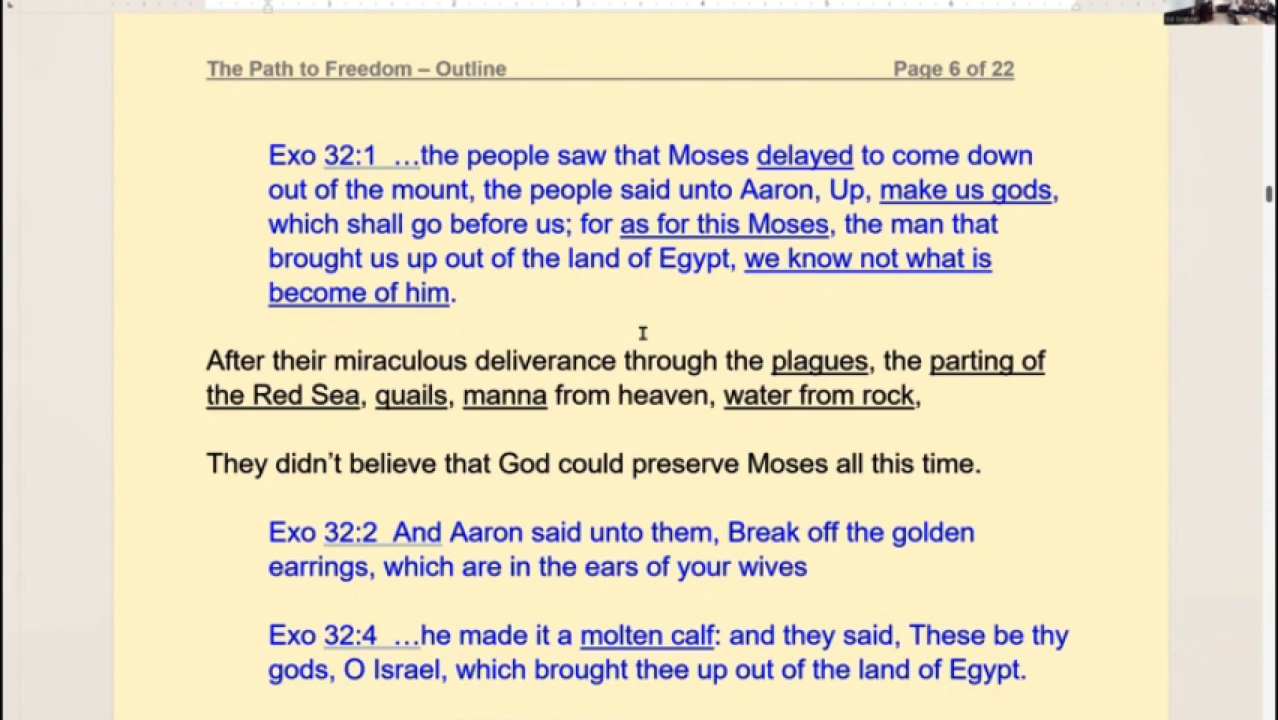 The Path to Freedom – Outline Page 6 of 22
Exo 32:1 …the people saw that Moses delayed to come down
out of the mount, the people said unto Aaron, Up, make us gods,
which shall go before us; for as for this Moses, the man that
brought us up out of the land of Egypt, we know not what is
become of him.
After their miraculous deliverance through the plagues, the parting of
the Red Sea, quails, manna from heaven, water from rock,
They didn’t believe that God could preserve Moses all this time.
Exo 32:2 And Aaron said unto them, Break off the golden
earrings, which are in the ears of your wives
Exo 32:4 …he made it a molten calf: and they said, These be thy
gods, O Israel, which brought thee up out of the land of Egypt.